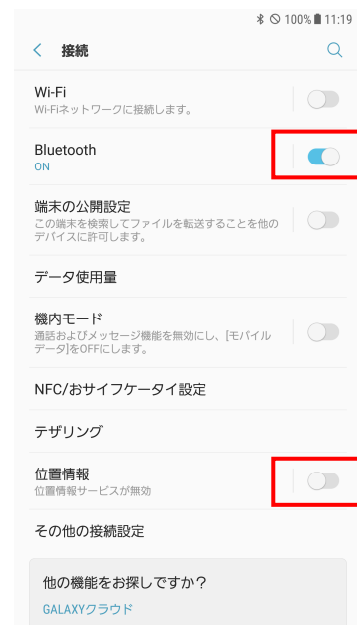 100% 11:19
接続
Wi-Fi
Wi-Fiネットワークに接続します。
Bluetooth
ON
端末の公開設定
この端末を検索してファイルを転送することを他の
デバイスに許可します。
データ使用量
機内モード
通話およびメッセージ機能を無効にし、[モバイル
データ]をOFFにします。
NFC/おサイフケータイ設定
テザリング
位置情報
位置情報サービスが無効
その他の接続設定
他の機能をお探しですか？
GALAXYクラウド